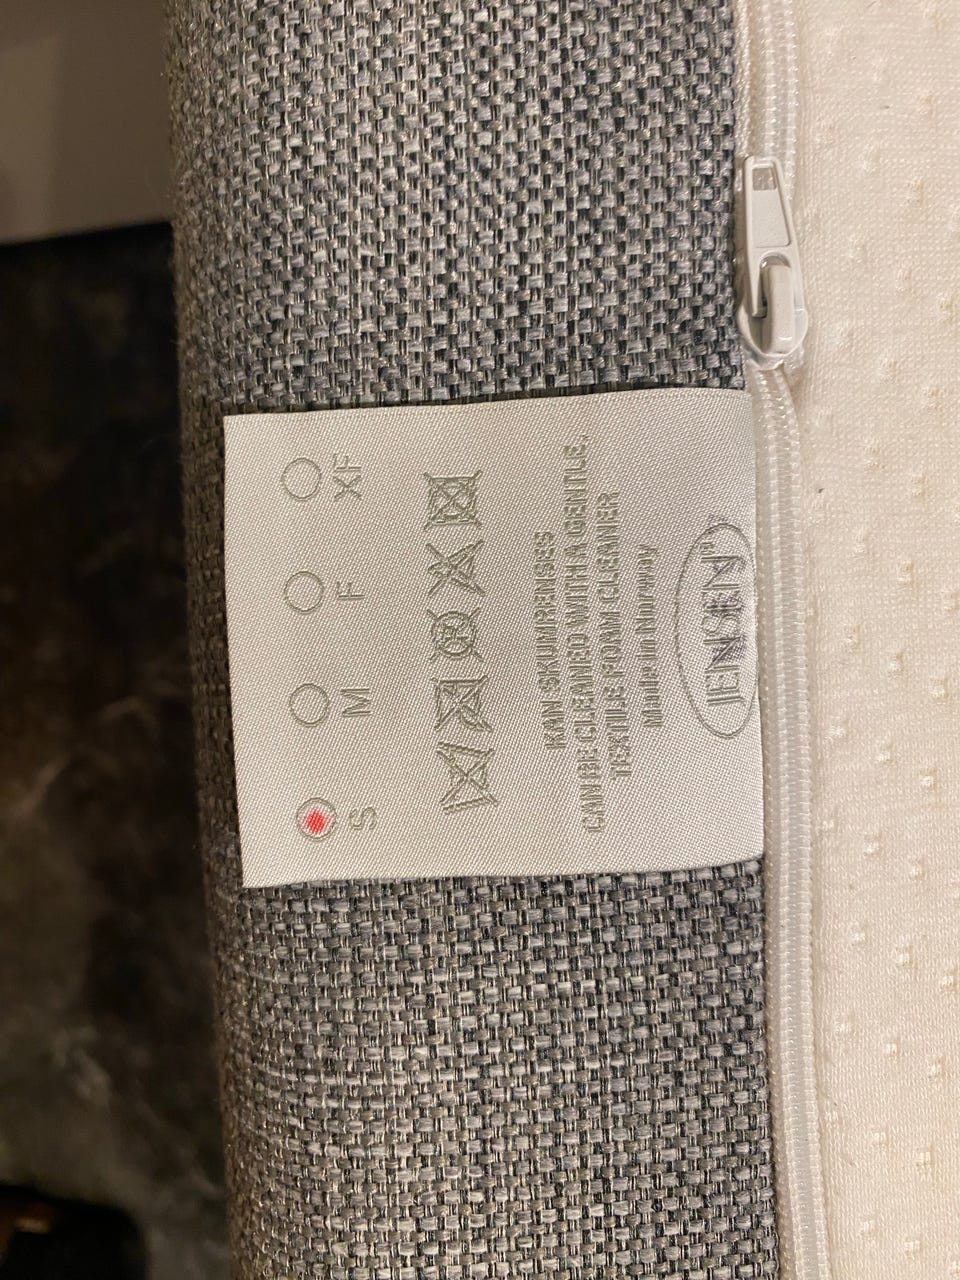 S M F XF
KAN SKUMRENSES
CAN BE CLEANED WITH A GENTLE,
TEXTILE FOAM CLEANER
Made in Norway
JENSEN®